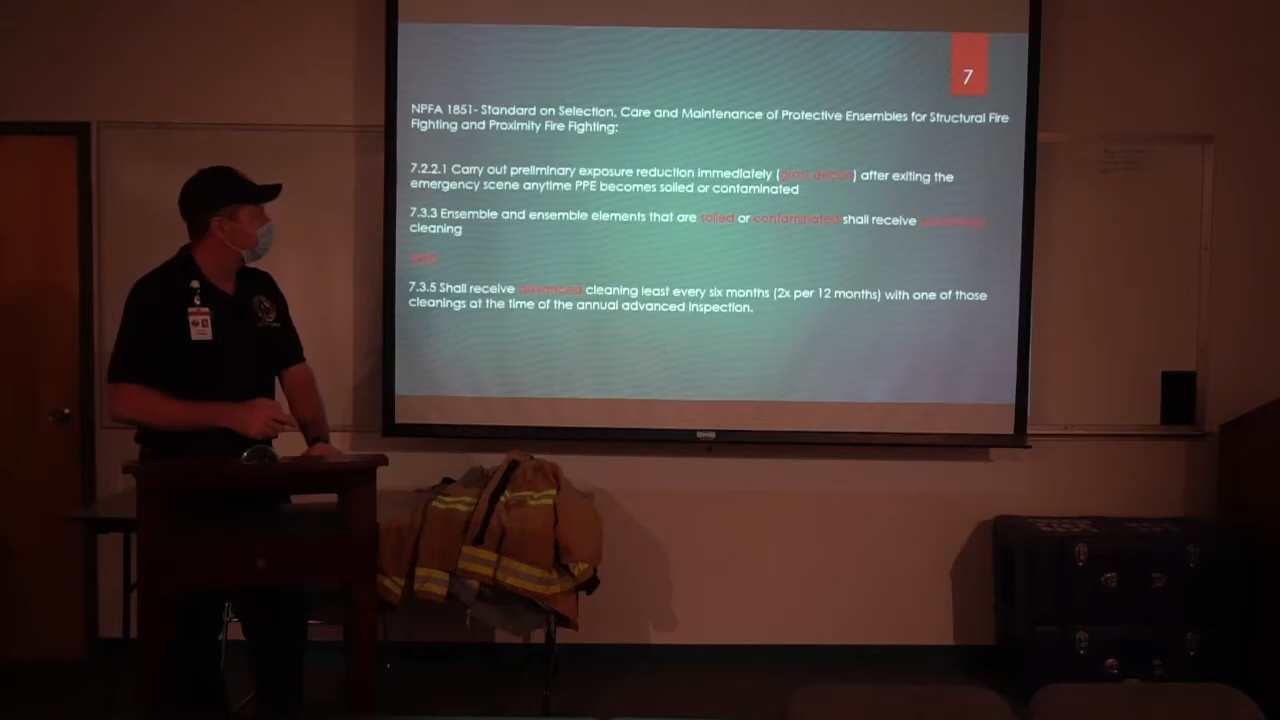 7
NPFA 1851- Standard on Selection, Care and Maintenance of Protective Ensembles for Structural Fire
Fighting and Proximity Fire Fighting:
7.2.2.1 Carry out preliminary exposure reduction immediately (gross decon) after exiting the
emergency scene anytime PPE becomes soiled or contaminated
7.3.3 Ensemble and ensemble elements that are soiled or contaminated shall receive
cleaning
7.3.5 Shall receive advanced cleaning least every six months (2x per 12 months) with one of those
cleanings at the time of the annual advanced inspection.